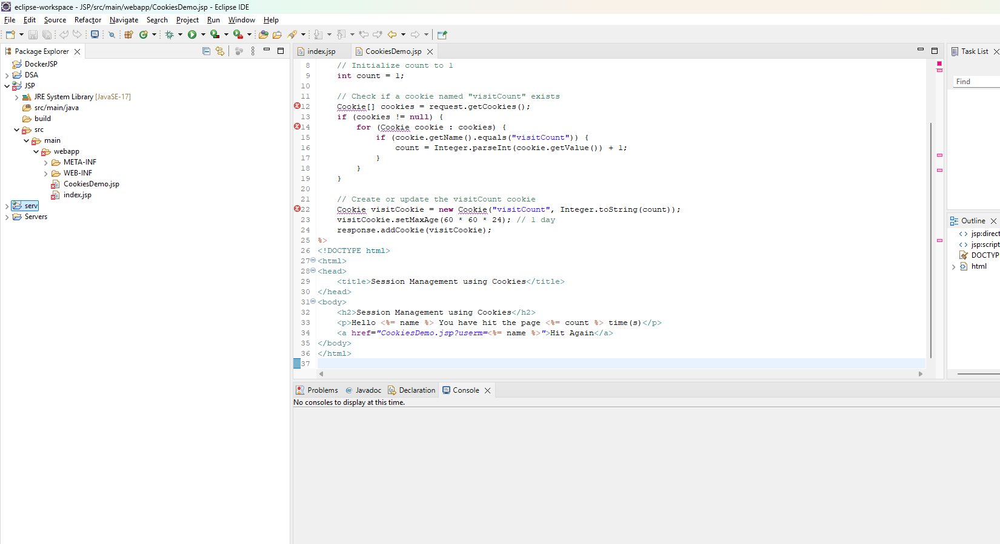 eclipse-workspace - JSP/src/main/webapp/CookiesDemo.jsp - Eclipse IDE
File Edit Source Refactor Navigate Search Project Run Window Help
Package Explorer
DockerJSP
DSA
JSP
JRE System Library [JavaSE-17]
src/main/java
build
src
main
webapp
META-INF
WEB-INF
CookiesDemo.jsp
index.jsp
serv
Servers
index.jsp CookiesDemo.jsp
8 // Initialize count to 1
9 int count = 1;
10
11 // Check if a cookie named "visitCount" exists
12 Cookie[] cookies = request.getCookies();
13 if (cookies != null) {
14 for (Cookie cookie : cookies) {
15 if (cookie.getName().equals("visitCount")) {
16 count = Integer.parseInt(cookie.getValue()) + 1;
17 }
18 }
19 }
20
21 // Create or update the visitCount cookie
22 Cookie visitCookie = new Cookie("visitCount", Integer.toString(count));
23 visitCookie.setMaxAge(60 * 60 * 24); // 1 day
24 response.addCookie(visitCookie);
25 %>
26 <!DOCTYPE html>
27 <html>
28 <head>
29 <title>Session Management using Cookies</title>
30 </head>
31 <body>
32 <h2>Session Management using Cookies</h2>
33 <p>Hello <%= name %> You have hit the page <%= count %> time(s)</p>
34 <a href="CookiesDemo.jsp?userm=<%= name %>">Hit Again</a>
35 </body>
36 </html>
37
Task List
Find
Outline
jsp:direct
jsp:script
DOCTYP
html
Problems @ Javadoc Declaration Console
No consoles to display at this time.